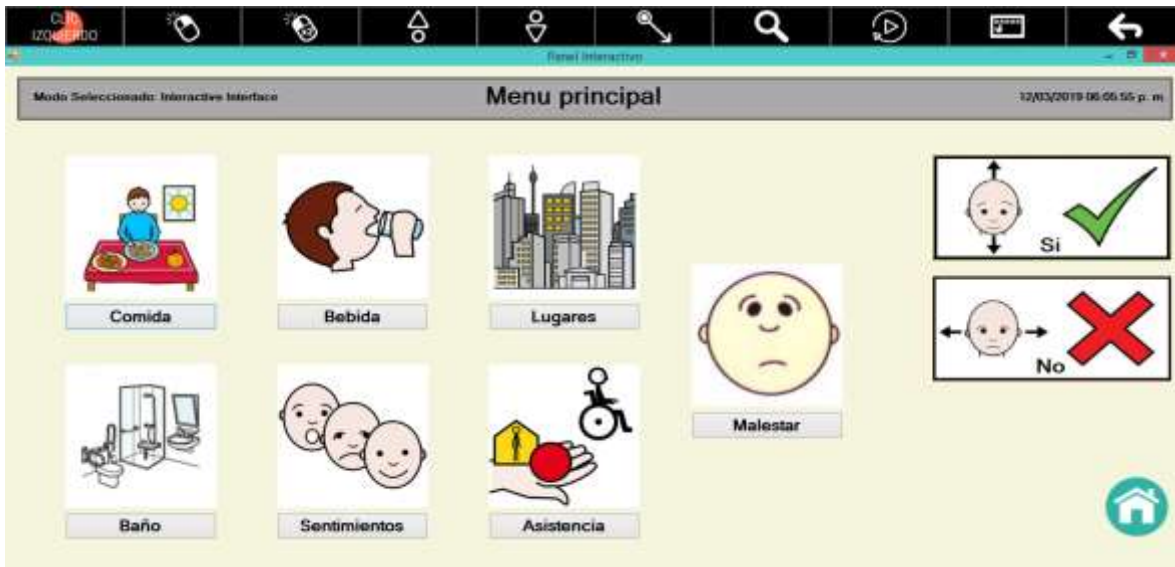 CLIC
IZQUIERDO
Panel Interactivo
Modo Seleccionado: Interactive Interface
Menu principal
12/03/2019 06:05:55 p. m.
Comida
Bebida
Lugares
Si
No
Malestar
Baño
Sentimientos
Asistencia